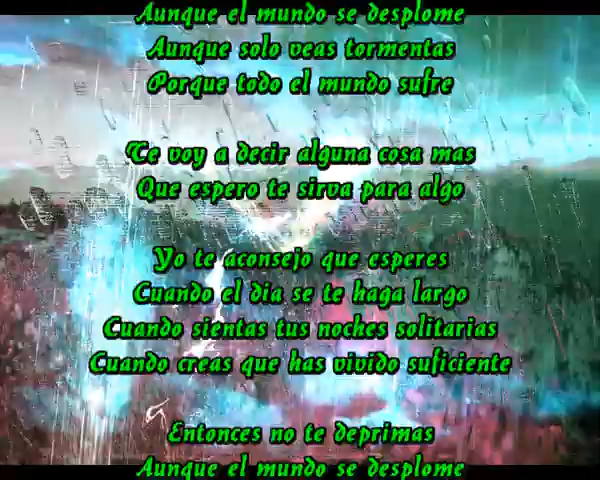 Aunque el mundo se desplome
Aunque solo veas tormentas
Porque todo el mundo sufre
Te voy a decir alguna cosa mas
Que espero te sirva para algo
Yo te aconsejo que esperes
Cuando el dia se te haga largo
Cuando sientas tus noches solitarias
Cuando creas que has vivido suficiente
Entonces no te deprimas
Aunque el mundo se desplome